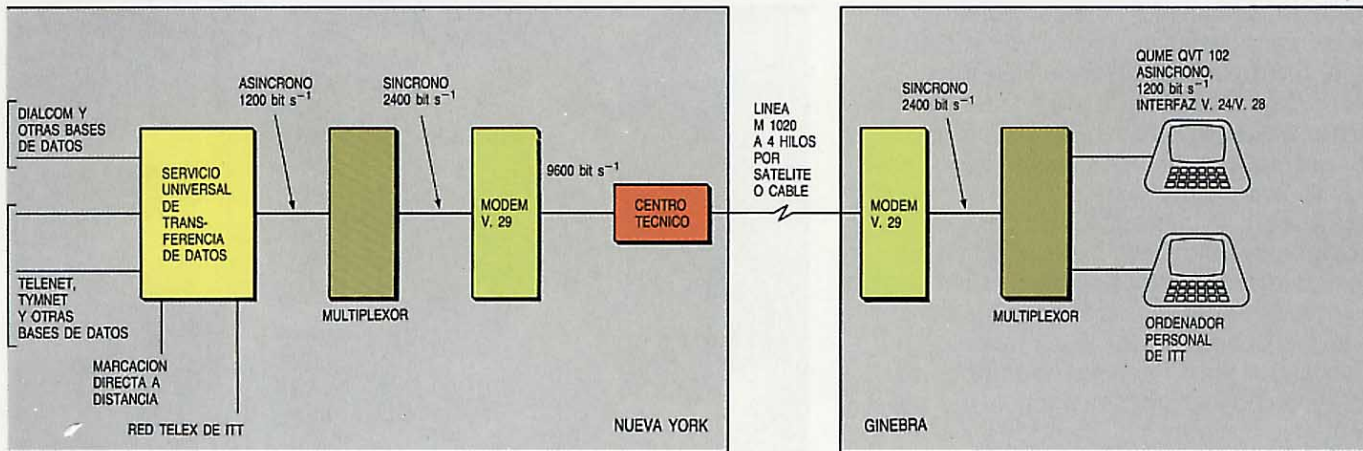 DIALCOM Y
OTRAS BASES
DE DATOS
TELENET,
TYMNET
Y OTRAS
BASES DE DATOS
SERVICIO
UNIVERSAL
DE
TRANS-
FERENCIA
DE DATOS
MARCACION
DIRECTA A
DISTANCIA
RED TELEX DE ITT
ASINCRONO
1200 bit s⁻¹
MULTIPLEXOR
SINCRONO
2400 bit s⁻¹
MODEM
V. 29
9600 bit s⁻¹
CENTRO
TECNICO
NUEVA YORK
LINEA
M 1020
A 4 HILOS
POR
SATELITE
O CABLE
MODEM
V. 29
SINCRONO
2400 bit s⁻¹
MULTIPLEXOR
QUME QVT 102
ASINCRONO,
1200 bit s⁻¹
INTERFAZ V. 24/V. 28
ORDENADOR
PERSONAL
DE ITT
GINEBRA